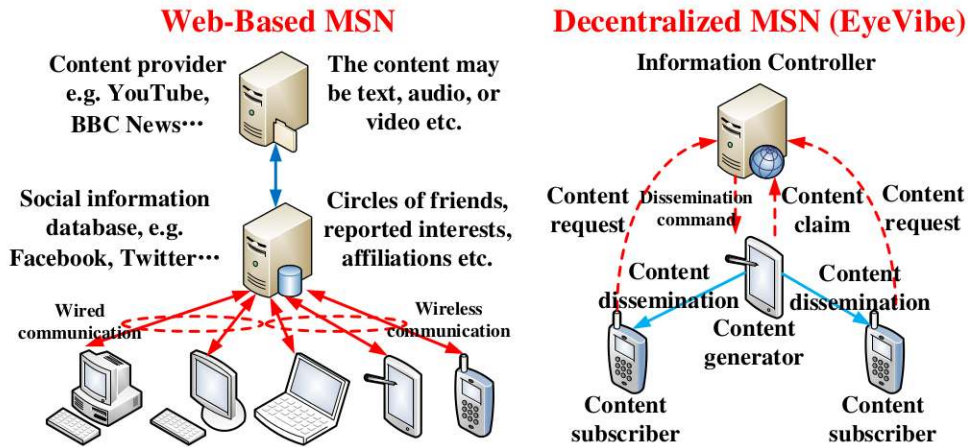 Web-Based MSN
Content provider
e.g. YouTube,
BBC News···
The content may
be text, audio, or
video etc.
Social information
database, e.g.
Facebook, Twitter···
Circles of friends,
reported interests,
affiliations etc.
Wired
communication
Wireless
communication
Decentralized MSN (EyeVibe)
Information Controller
Content
request
Dissemination
command
Content
claim
Content
request
Content
dissemination
Content
dissemination
Content
generator
Content
subscriber
Content
subscriber